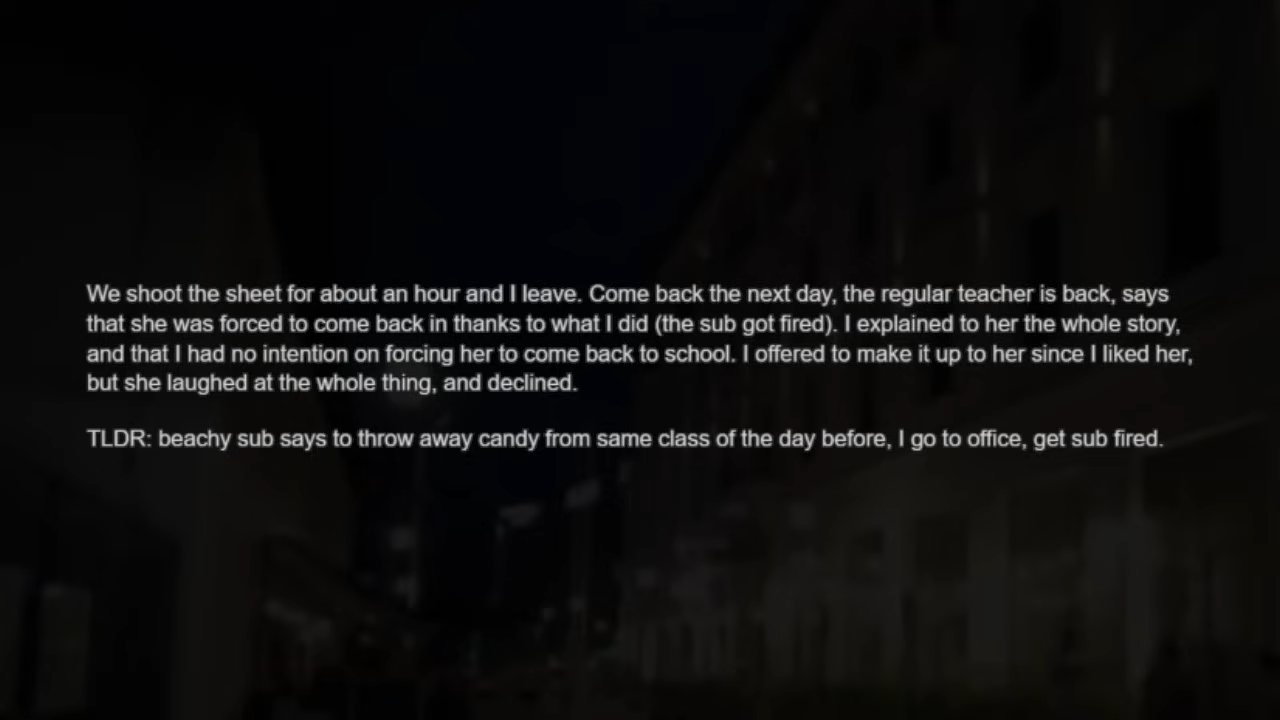 We shoot the sheet for about an hour and I leave. Come back the next day, the regular teacher is back, says
that she was forced to come back in thanks to what I did (the sub got fired). I explained to her the whole story,
and that I had no intention on forcing her to come back to school. I offered to make it up to her since I liked her,
but she laughed at the whole thing, and declined.
TLDR: beachy sub says to throw away candy from same class of the day before, I go to office, get sub fired.